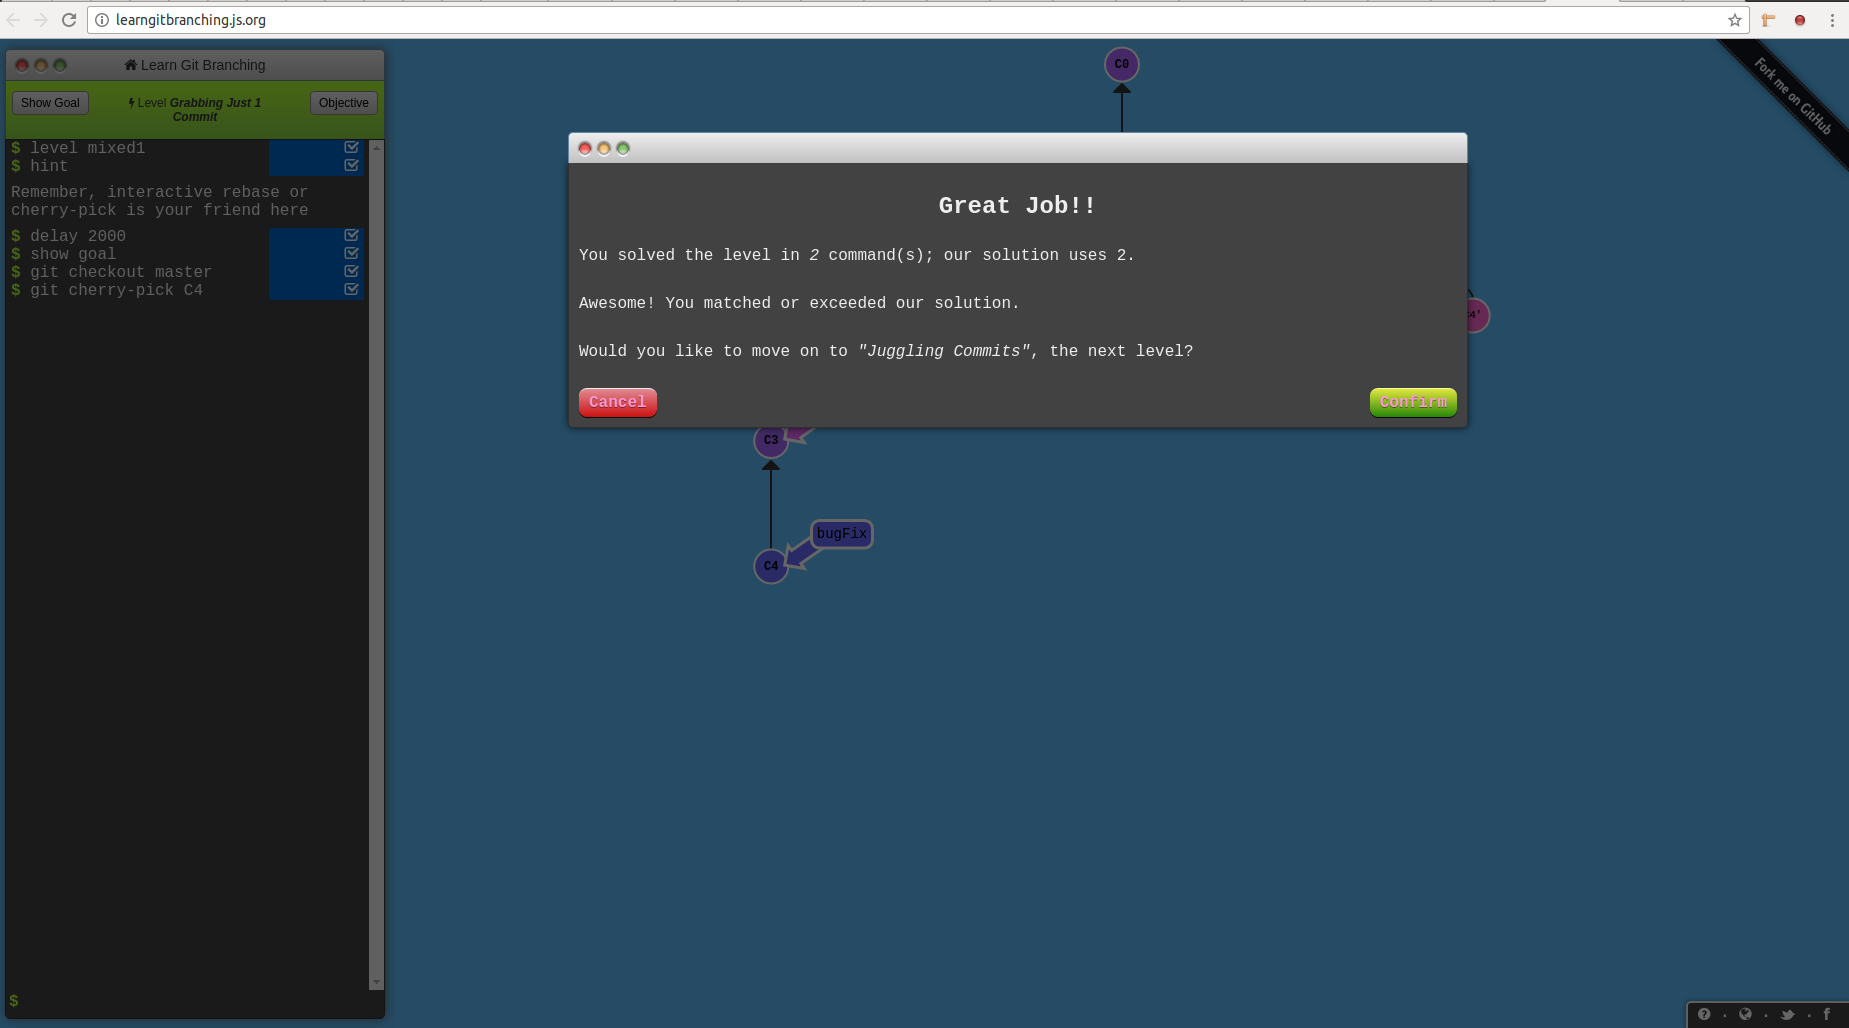 learngitbranching.js.org
Learn Git Branching
Show Goal
Level Grabbing Just 1
Commit
Objective
$ level mixed1
$ hint
Remember, interactive rebase or
cherry-pick is your friend here
$ delay 2000
$ show goal
$ git checkout master
$ git cherry-pick C4
$
C0
Fork me on GitHub
Great Job!!
You solved the level in 2 command(s); our solution uses 2.
Awesome! You matched or exceeded our solution.
Would you like to move on to "Juggling Commits", the next level?
Cancel
Confirm
C3
bugFix
C4